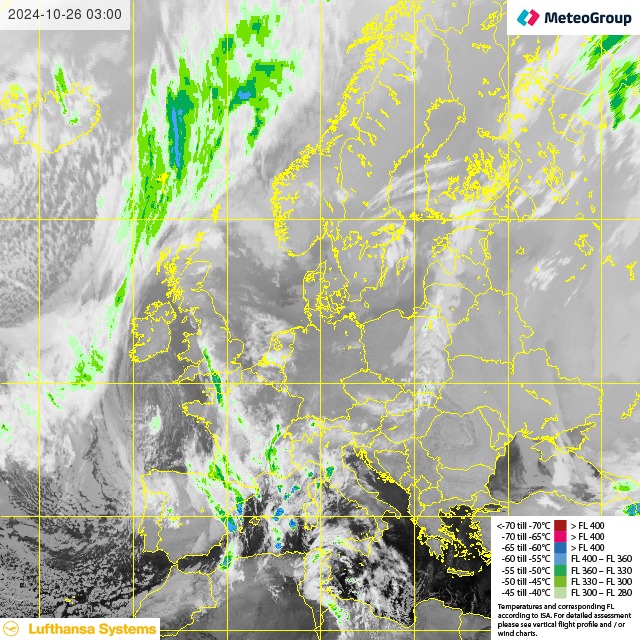 2024-10-26 03:00
MeteoGroup
<-70 till -70°C > FL 400
-70 till -65°C > FL 400
-65 till -60°C > FL 400
-60 till -55°C FL 400 – FL 360
-55 till -50°C FL 360 – FL 330
-50 till -45°C FL 330 – FL 300
-45 till -40°C FL 300 – FL 280
Temperatures and corresponding FL
according to ISA. For detailed assessment
please see vertical flight profile and / or
wind charts.
Lufthansa Systems